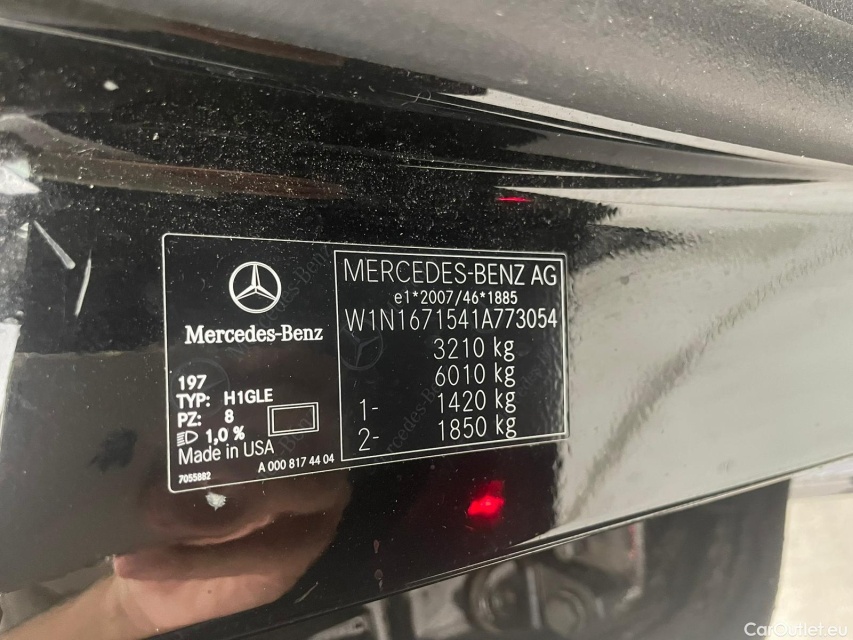 Mercedes-Benz
197
TYP: H1GLE
PZ: 8
1,0 %
Made in USA
7055882
A 000 817 44 04
MERCEDES-BENZ AG
e1*2007/46*1885
W1N1671541A773054
3210 kg
6010 kg
1- 1420 kg
2- 1850 kg
CarOutlet.eu